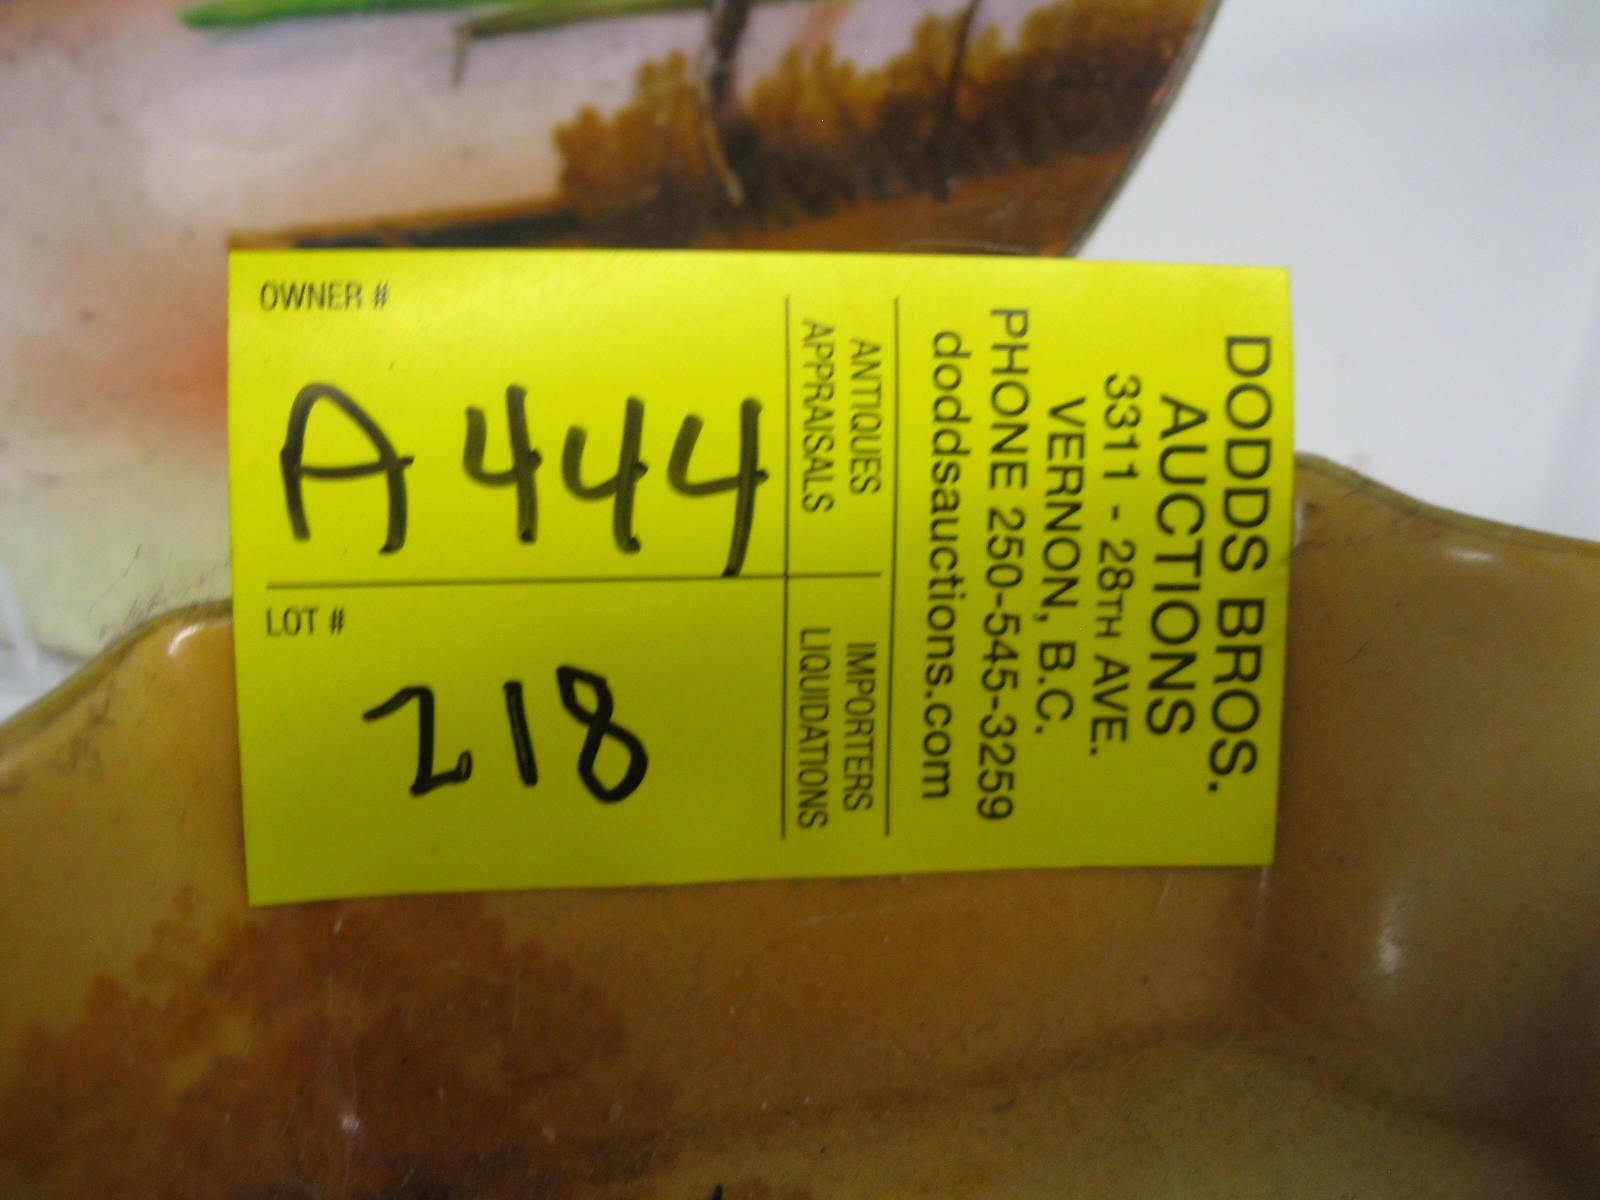 OWNER #
A444
LOT #
218
DODDS BROS.
AUCTIONS
3311 - 28TH AVE.
VERNON, B.C.
PHONE 250-545-3259
doddsauctions.com
ANTIQUES
APPRAISALS
IMPORTERS
LIQUIDATIONS